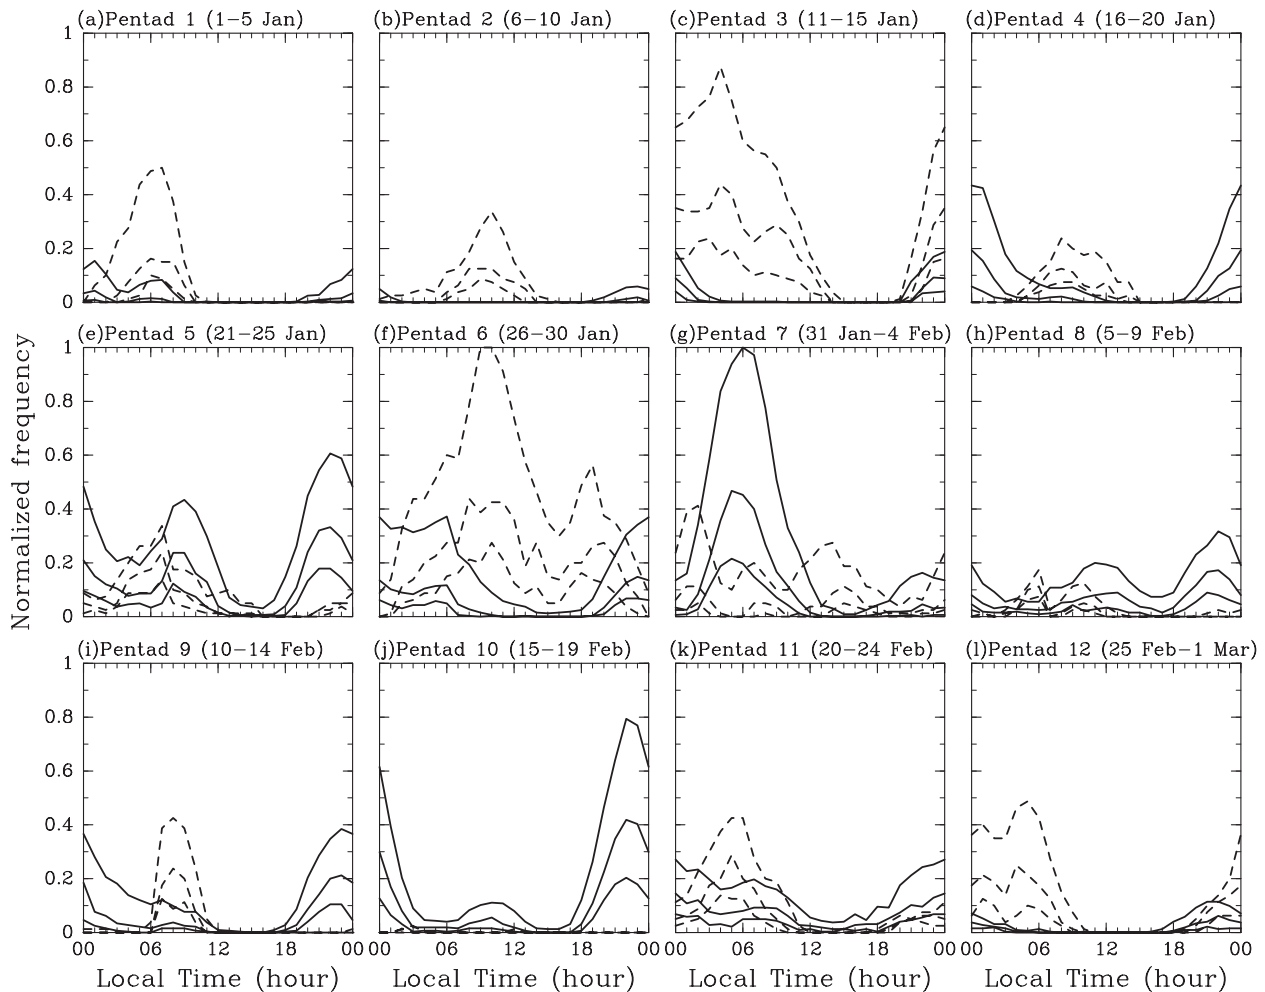 (a)Pentad 1 (1−5 Jan)
(b)Pentad 2 (6−10 Jan)
(c)Pentad 3 (11−15 Jan)
(d)Pentad 4 (16−20 Jan)
1
0.8
0.6
0.4
0.2
0
(e)Pentad 5 (21−25 Jan)
(f)Pentad 6 (26−30 Jan)
(g)Pentad 7 (31 Jan−4 Feb)
(h)Pentad 8 (5−9 Feb)
1
0.8
0.6
0.4
0.2
0
Normalized frequency
(i)Pentad 9 (10−14 Feb)
(j)Pentad 10 (15−19 Feb)
(k)Pentad 11 (20−24 Feb)
(l)Pentad 12 (25 Feb−1 Mar)
1
0.8
0.6
0.4
0.2
0
00 06 12 18 00
00 06 12 18 00
00 06 12 18 00
00 06 12 18 00
Local Time (hour)
Local Time (hour)
Local Time (hour)
Local Time (hour)